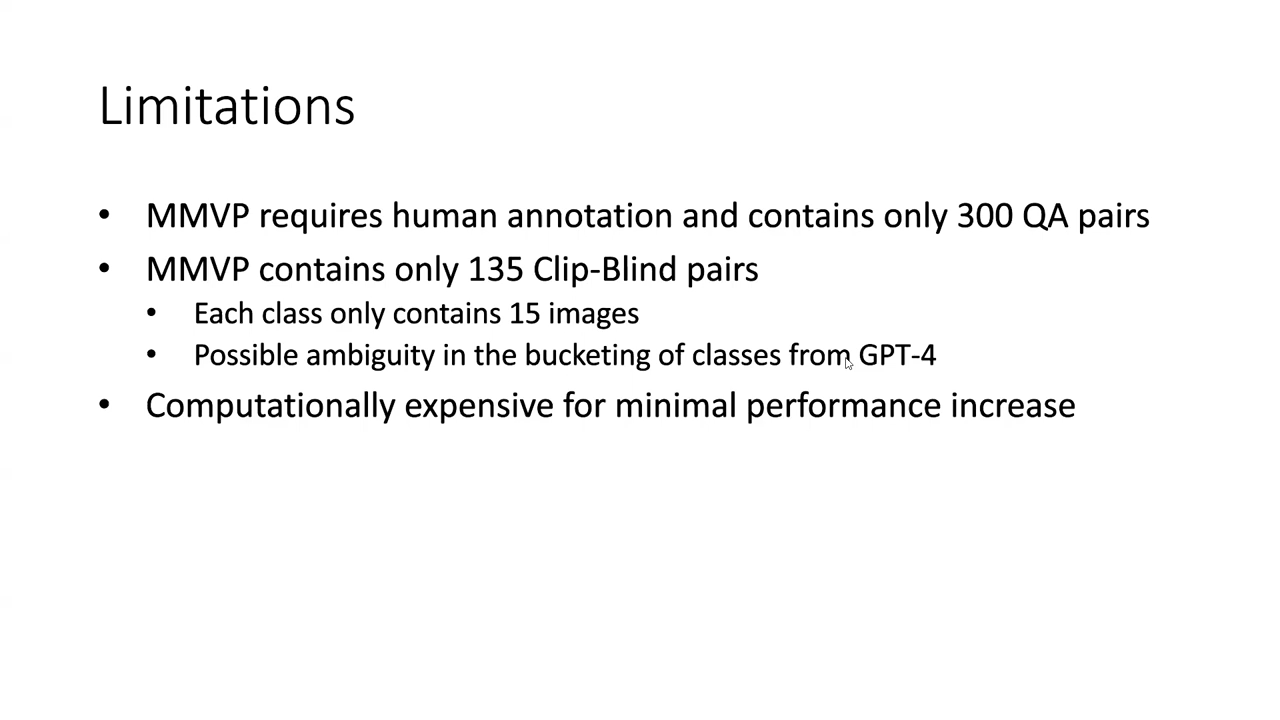 Limitations
• MMVP requires human annotation and contains only 300 QA pairs
• MMVP contains only 135 Clip-Blind pairs
• Each class only contains 15 images
• Possible ambiguity in the bucketing of classes from GPT-4
• Computationally expensive for minimal performance increase